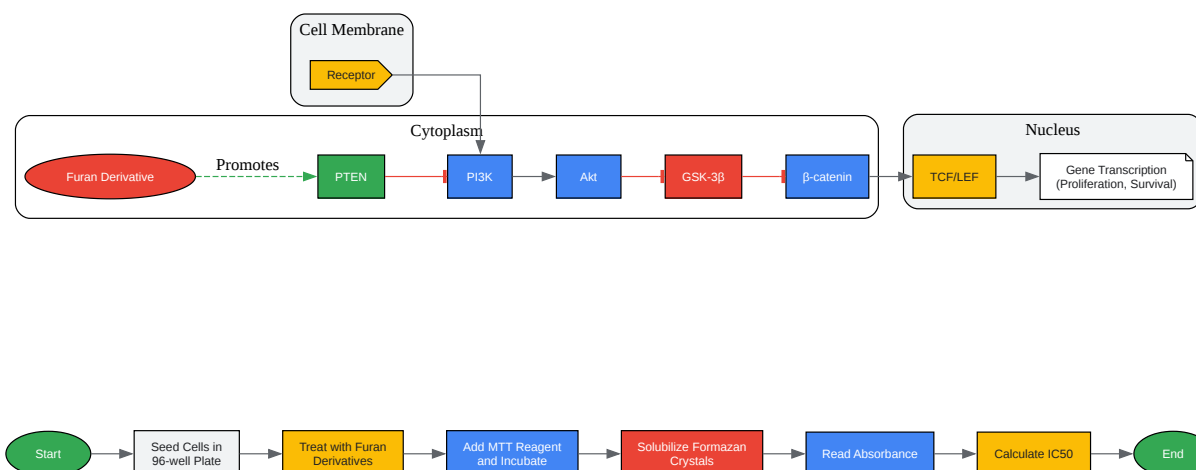 Cell Membrane
Receptor
Cytoplasm
Nucleus
Furan Derivative
Promotes
PTEN
PI3K
Akt
GSK-3β
β-catenin
TCF/LEF
Gene Transcription
(Proliferation, Survival)
Start
Seed Cells in
96-well Plate
Treat with Furan
Derivatives
Add MTT Reagent
and Incubate
Solubilize Formazan
Crystals
Read Absorbance
Calculate IC50
End